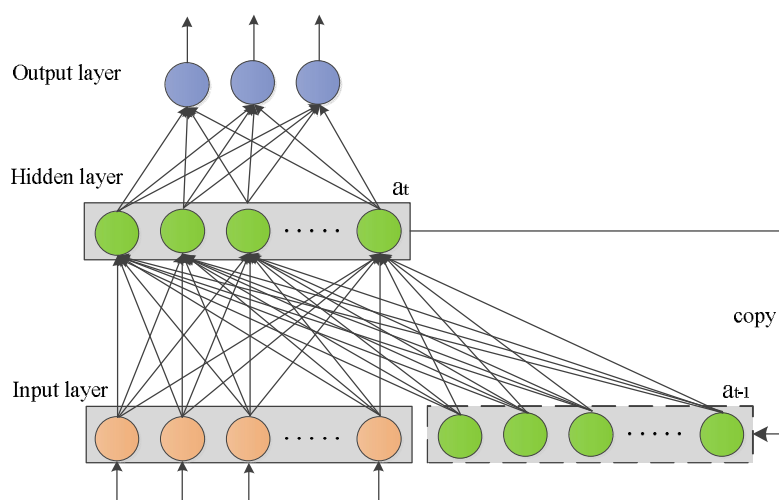 Output layer
Hidden layer
at
copy
Input layer
at-1